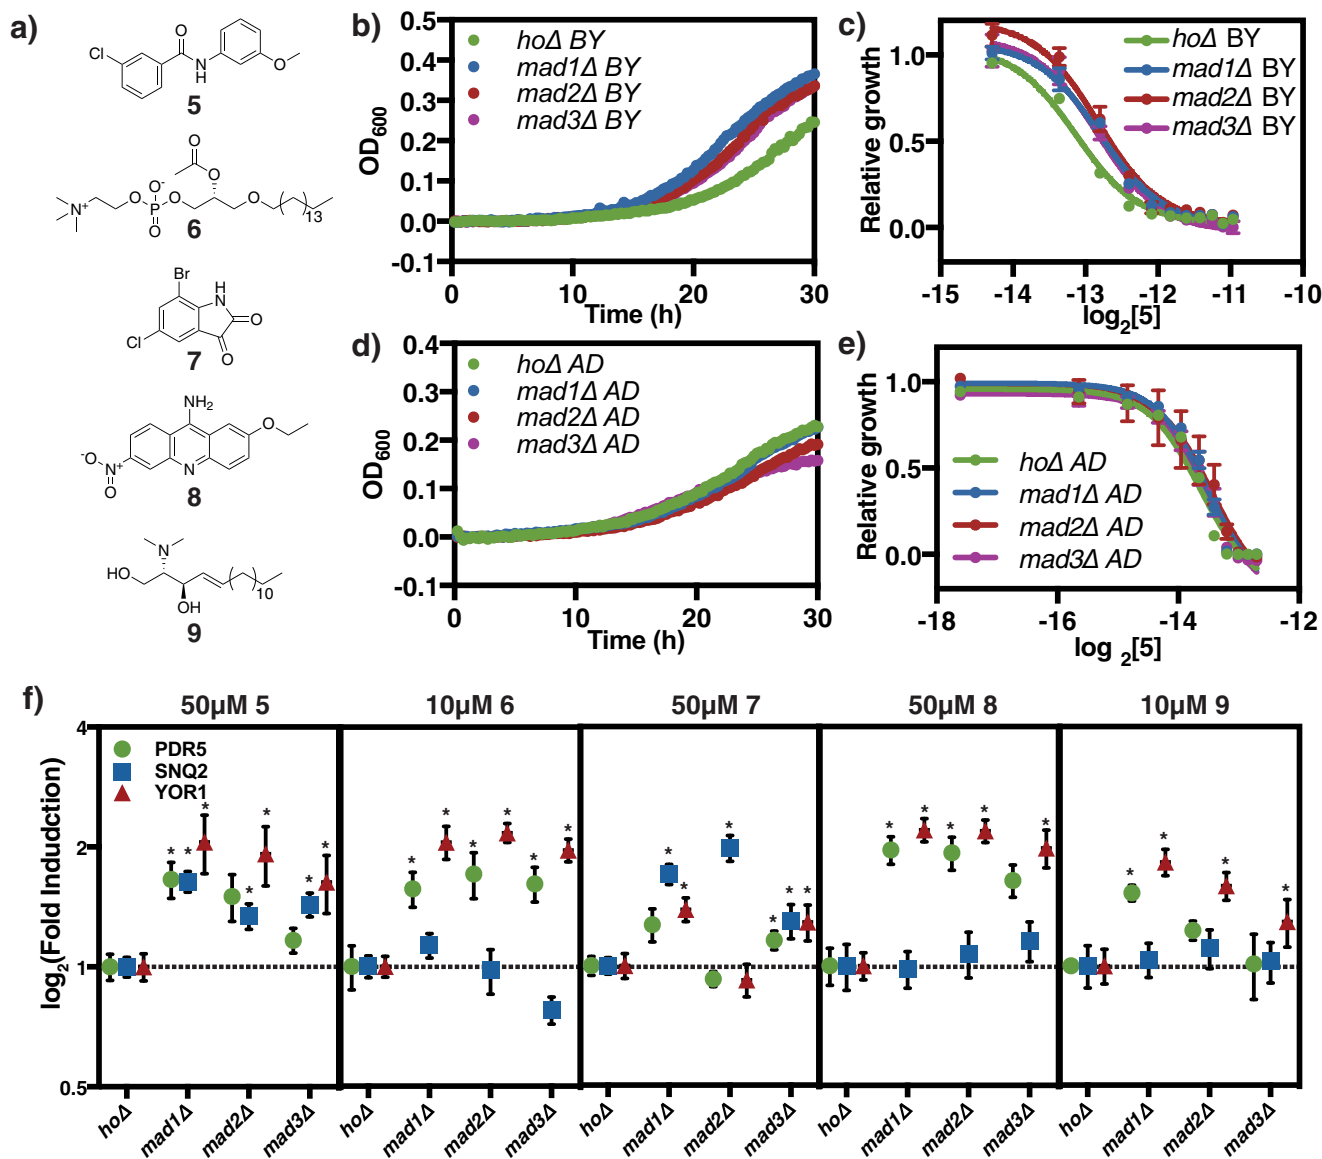 a)
Cl
O
N
H
O
5
O
O
O-
N+
O
P
O
O
O
13
6
Br
H
N
O
Cl
O
7
NH2
O
-O
N+
O
N
8
N
HO
10
OH
9
b)
0.5
0.4
0.3
0.2
0.1
0.0
-0.1
OD600
hoΔ BY
mad1Δ BY
mad2Δ BY
mad3Δ BY
0 10 20 30
Time (h)
c)
1.0
0.5
0.0
Relative growth
hoΔ BY
mad1Δ BY
mad2Δ BY
mad3Δ BY
-15 -14 -13 -12 -11 -10
log2[5]
d)
0.4
0.3
0.2
0.1
0.0
-0.1
OD600
hoΔ AD
mad1Δ AD
mad2Δ AD
mad3Δ AD
0 10 20 30
Time (h)
e)
1.0
0.5
0.0
Relative growth
hoΔ AD
mad1Δ AD
mad2Δ AD
mad3Δ AD
-18 -16 -14 -12
log 2[5]
f)
50µM 5 10µM 6 50µM 7 50µM 8 10µM 9
4
2
1
0.5
log2(Fold Induduction)
PDR5
SNQ2
YOR1
* * * * * * *
* * * * * *
* * * * * * *
* * * * *
* * * *
hoΔ mad1Δ mad2Δ mad3Δ hoΔ mad1Δ mad2Δ mad3Δ hoΔ mad1Δ mad2Δ mad3Δ hoΔ mad1Δ mad2Δ mad3Δ hoΔ mad1Δ mad2Δ mad3Δ